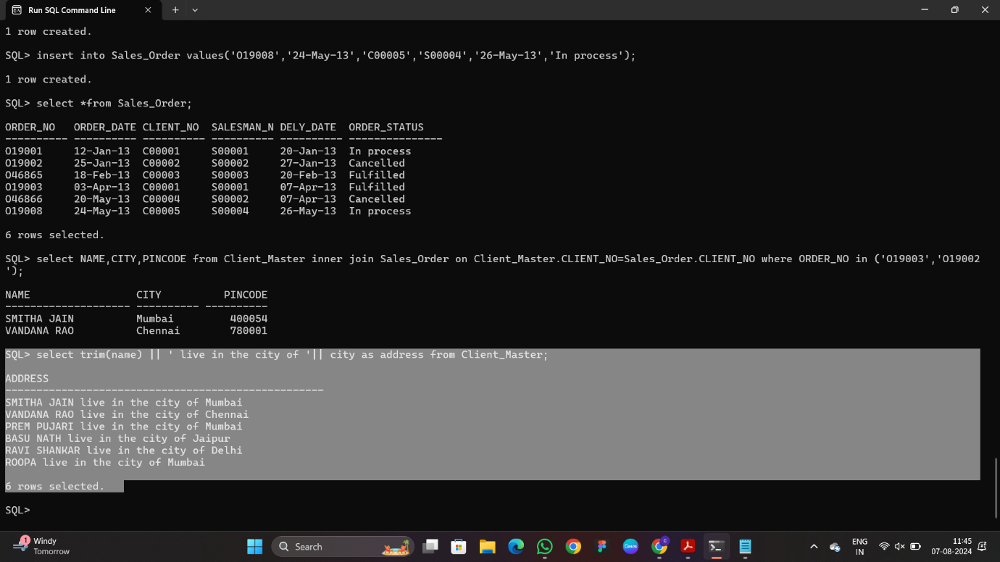 Run SQL Command Line
1 row created.
SQL> insert into Sales_Order values('O19008','24-May-13','C00005','S00004','26-May-13','In process');
1 row created.
SQL> select *from Sales_Order;
ORDER_NO   ORDER_DATE CLIENT_NO  SALESMAN_N DELY_DATE  ORDER_STATUS
---------- ---------- ---------- ---------- ---------- ---------------
O19001     12-Jan-13  C00001     S00001     20-Jan-13  In process
O19002     25-Jan-13  C00002     S00002     27-Jan-13  Cancelled
O46865     18-Feb-13  C00003     S00003     20-Feb-13  Fulfilled
O19003     03-Apr-13  C00001     S00001     07-Apr-13  Fulfilled
O46866     20-May-13  C00004     S00002     07-Apr-13  Cancelled
O19008     24-May-13  C00005     S00004     26-May-13  In process
6 rows selected.
SQL> select NAME,CITY,PINCODE from Client_Master inner join Sales_Order on Client_Master.CLIENT_NO=Sales_Order.CLIENT_NO where ORDER_NO in ('O19003','O19002
');
NAME                 CITY          PINCODE
-------------------- ---------- ----------
SMITHA JAIN          Mumbai         400054
VANDANA RAO          Chennai        780001
SQL> select trim(name) || ' live in the city of '|| city as address from Client_Master;
ADDRESS
---------------------------------------------------
SMITHA JAIN live in the city of Mumbai
VANDANA RAO live in the city of Chennai
PREM PUJARI live in the city of Mumbai
BASU NATH live in the city of Jaipur
RAVI SHANKAR live in the city of Delhi
ROOPA live in the city of Mumbai
6 rows selected.
SQL>
1
Windy
Tomorrow
Search
Canva
C
ENG
IN
11:45
07-08-2024